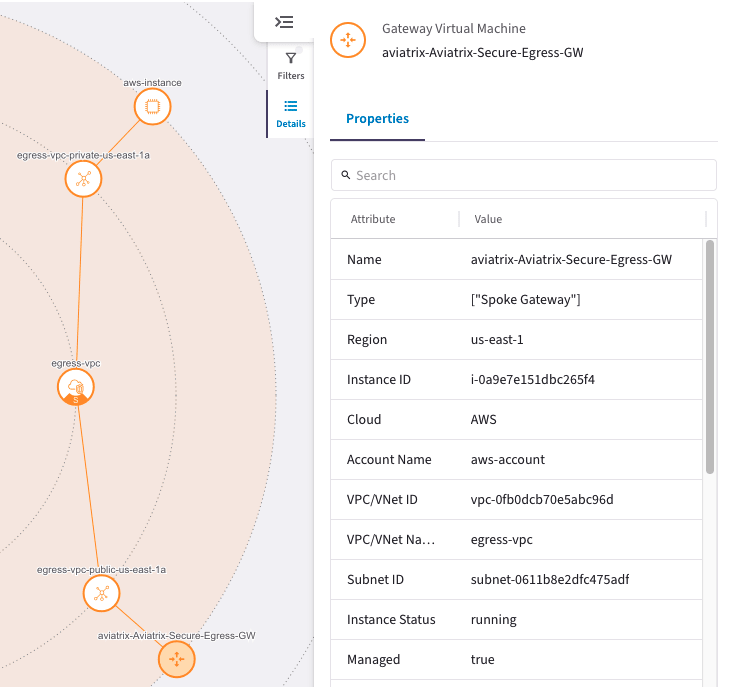 aws-instance
egress-vpc-private-us-east-1a
egress-vpc
S
egress-vpc-public-us-east-1a
aviatrix-Aviatrix-Secure-Egress-GW
Filters
Details
Gateway Virtual Machine
aviatrix-Aviatrix-Secure-Egress-GW
Properties
Search
Attribute Value
Name aviatrix-Aviatrix-Secure-Egress-GW
Type ["Spoke Gateway"]
Region us-east-1
Instance ID i-0a9e7e151dbc265f4
Cloud AWS
Account Name aws-account
VPC/VNet ID vpc-0fb0dcb70e5abc96d
VPC/VNet Na... egress-vpc
Subnet ID subnet-0611b8e2dfc475adf
Instance Status running
Managed true